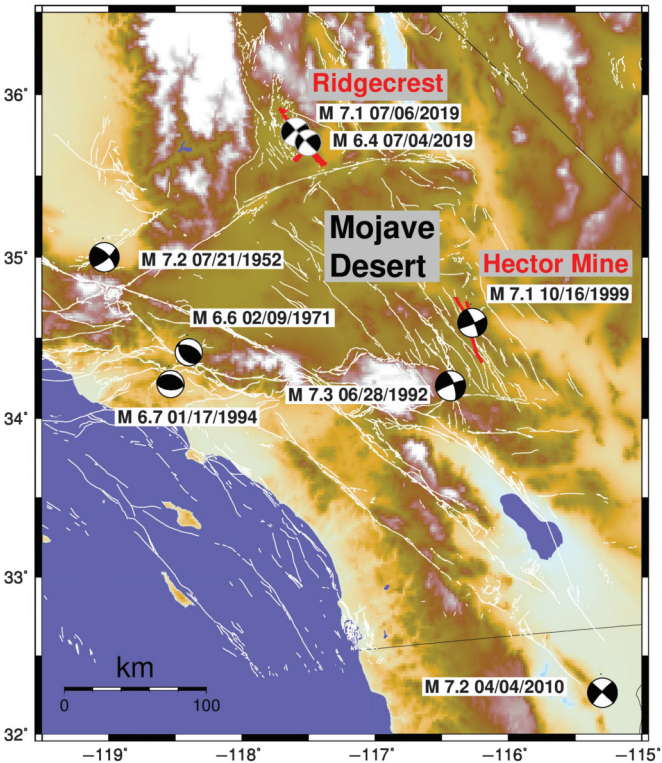 36°
35°
34°
33°
32°
Ridgecrest
M 7.1 07/06/2019
M 6.4 07/04/2019
Mojave
Desert
M 7.2 07/21/1952
Hector Mine
M 7.1 10/16/1999
M 6.6 02/09/1971
M 7.3 06/28/1992
M 6.7 01/17/1994
km
0 100
M 7.2 04/04/2010
−119° −118° −117° −116° −115°